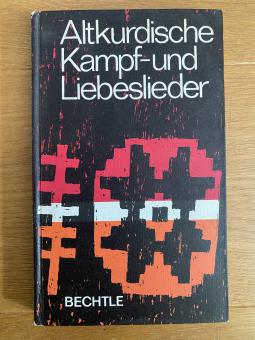 Altkurdische
Kampf-und
Liebeslieder
BECHTLE